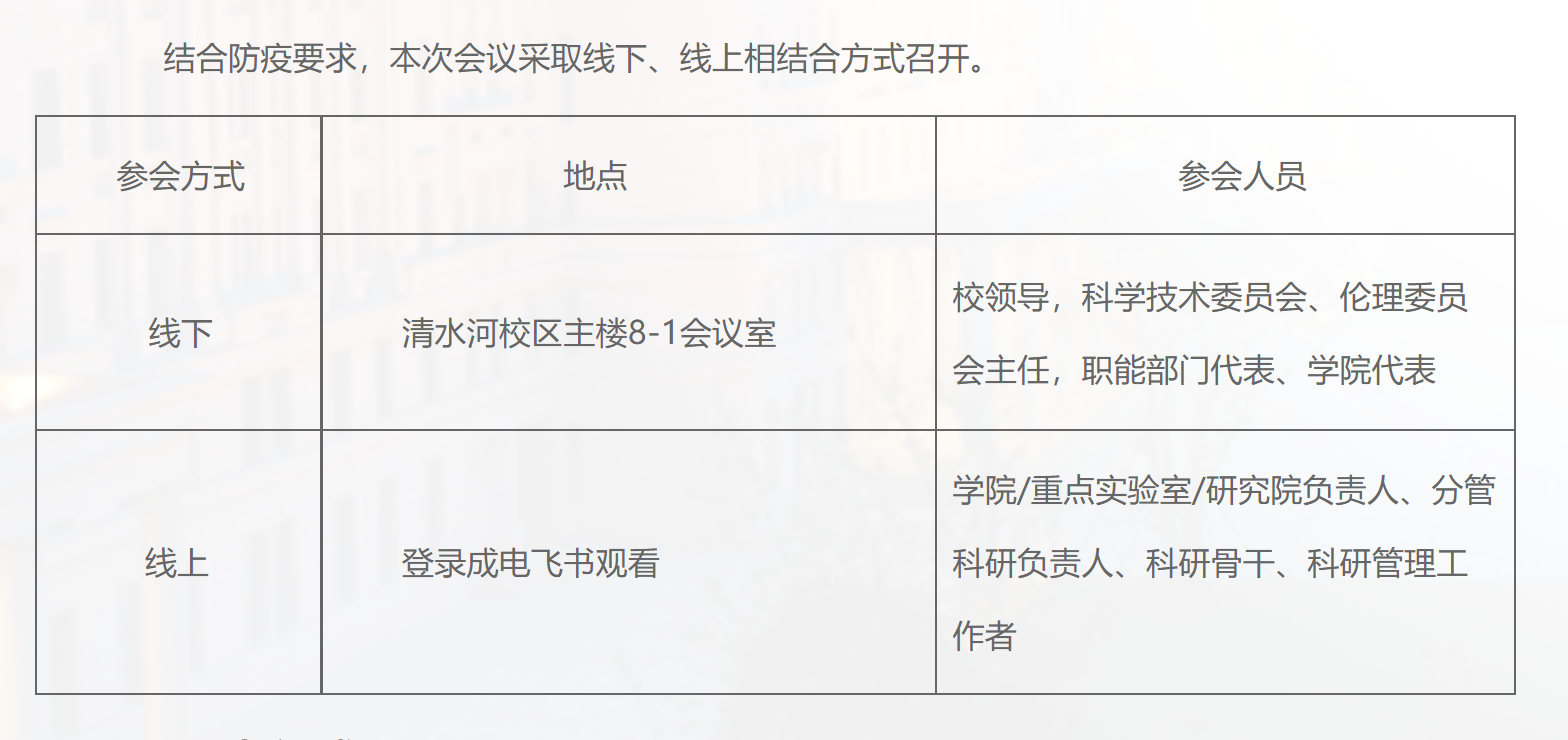 结合防疫要求，本次会议采取线下、线上相结合方式召开。
参会方式
地点
参会人员
线下
清水河校区主楼8-1会议室
校领导，科学技术委员会、伦理委员
会主任，职能部门代表、学院代表
线上
登录成电飞书观看
学院/重点实验室/研究院负责人、分管
科研负责人、科研骨干、科研管理工
作者